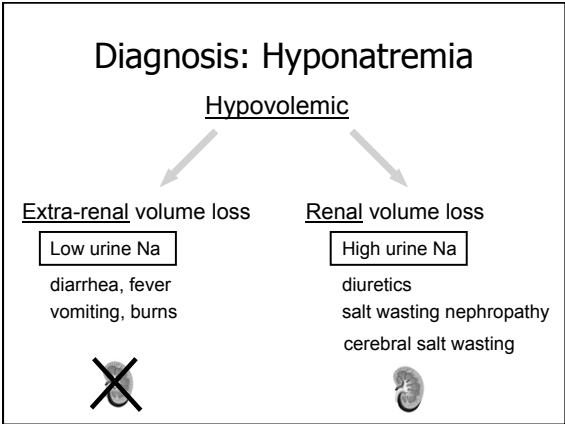 Diagnosis: Hyponatremia
Hypovolemic
Extra-renal volume loss
Low urine Na
diarrhea, fever
vomiting, burns
Renal volume loss
High urine Na
diuretics
salt wasting nephropathy
cerebral salt wasting